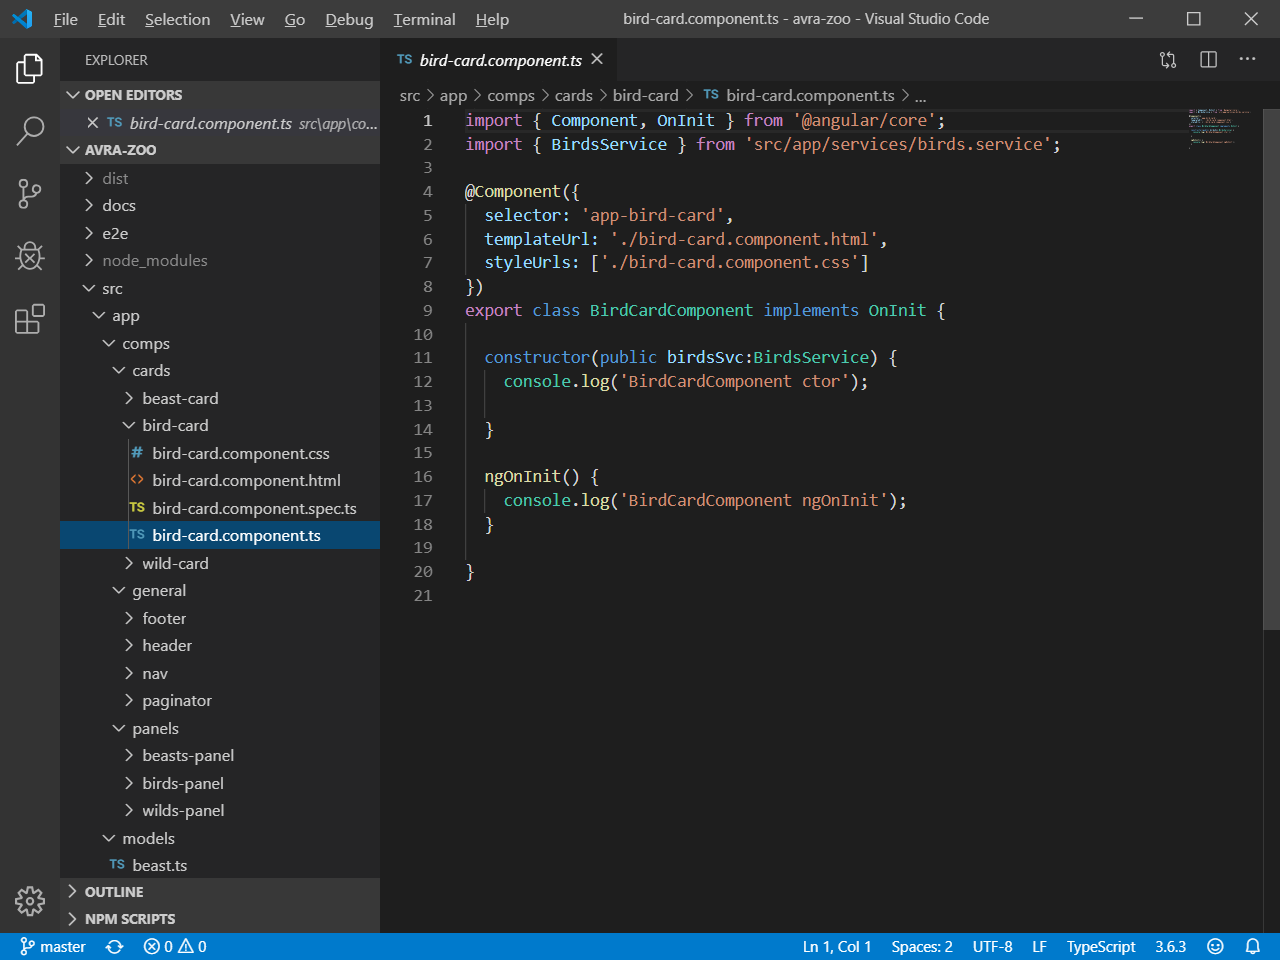 File Edit Selection View Go Debug Terminal Help bird-card.component.ts - avra-zoo - Visual Studio Code
EXPLORER
OPEN EDITORS
TS bird-card.component.ts src\app\co...
AVRA-ZOO
dist
docs
e2e
node_modules
src
app
comps
cards
beast-card
bird-card
# bird-card.component.css
<> bird-card.component.html
TS bird-card.component.spec.ts
TS bird-card.component.ts
wild-card
general
footer
header
nav
paginator
panels
beasts-panel
birds-panel
wilds-panel
models
TS beast.ts
OUTLINE
NPM SCRIPTS
TS bird-card.component.ts
src > app > comps > cards > bird-card > TS bird-card.component.ts > ...
1 import { Component, OnInit } from '@angular/core';
2 import { BirdsService } from 'src/app/services/birds.service';
3
4 @Component({
5 selector: 'app-bird-card',
6 templateUrl: './bird-card.component.html',
7 styleUrls: ['./bird-card.component.css']
8 })
9 export class BirdCardComponent implements OnInit {
10
11 constructor(public birdsSvc:BirdsService) {
12 console.log('BirdCardComponent ctor');
13
14 }
15
16 ngOnInit() {
17 console.log('BirdCardComponent ngOnInit');
18 }
19
20 }
21
master 0 0 Ln 1, Col 1 Spaces: 2 UTF-8 LF TypeScript 3.6.3